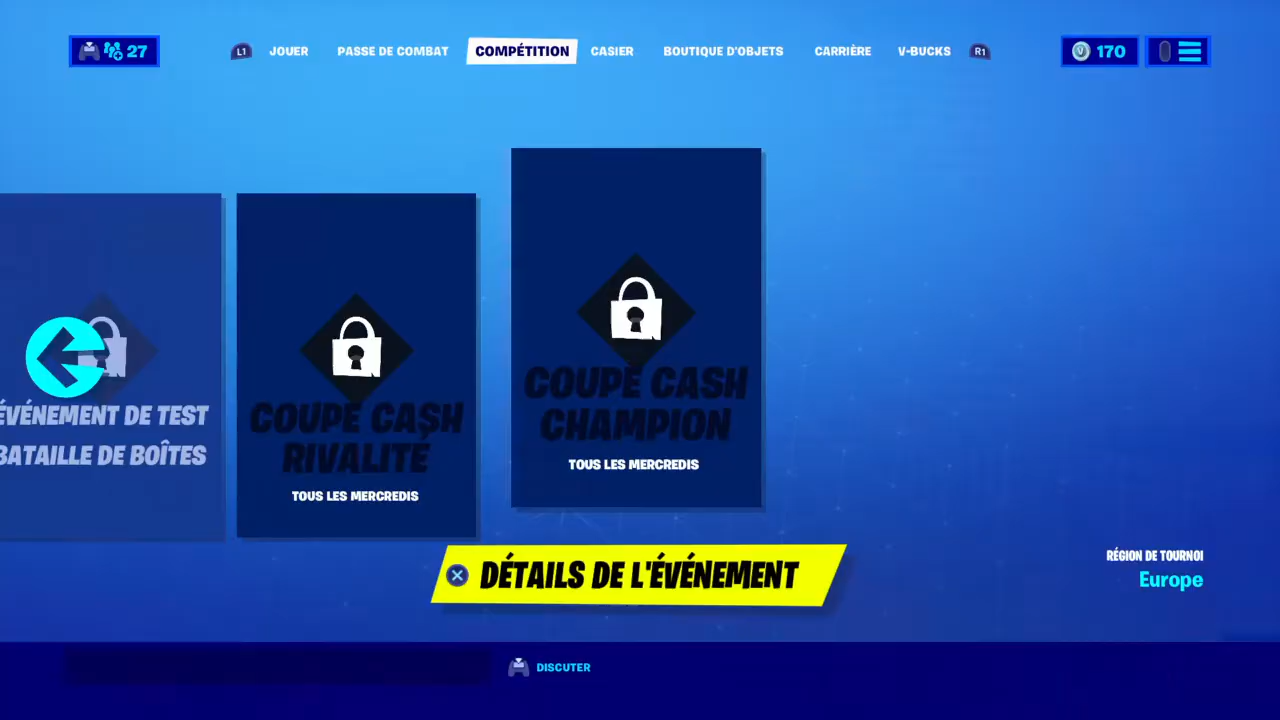 27
L1
JOUER
PASSE DE COMBAT
COMPÉTITION
CASIER
BOUTIQUE D'OBJETS
CARRIÈRE
V-BUCKS
R1
170
ÉVÉNEMENT DE TEST
BATAILLE DE BOÎTES
COUPE CASH
RIVALITÉ
TOUS LES MERCREDIS
COUPE CASH
CHAMPION
TOUS LES MERCREDIS
DÉTAILS DE L'ÉVÉNEMENT
RÉGION DE TOURNOI
Europe
DISCUTER